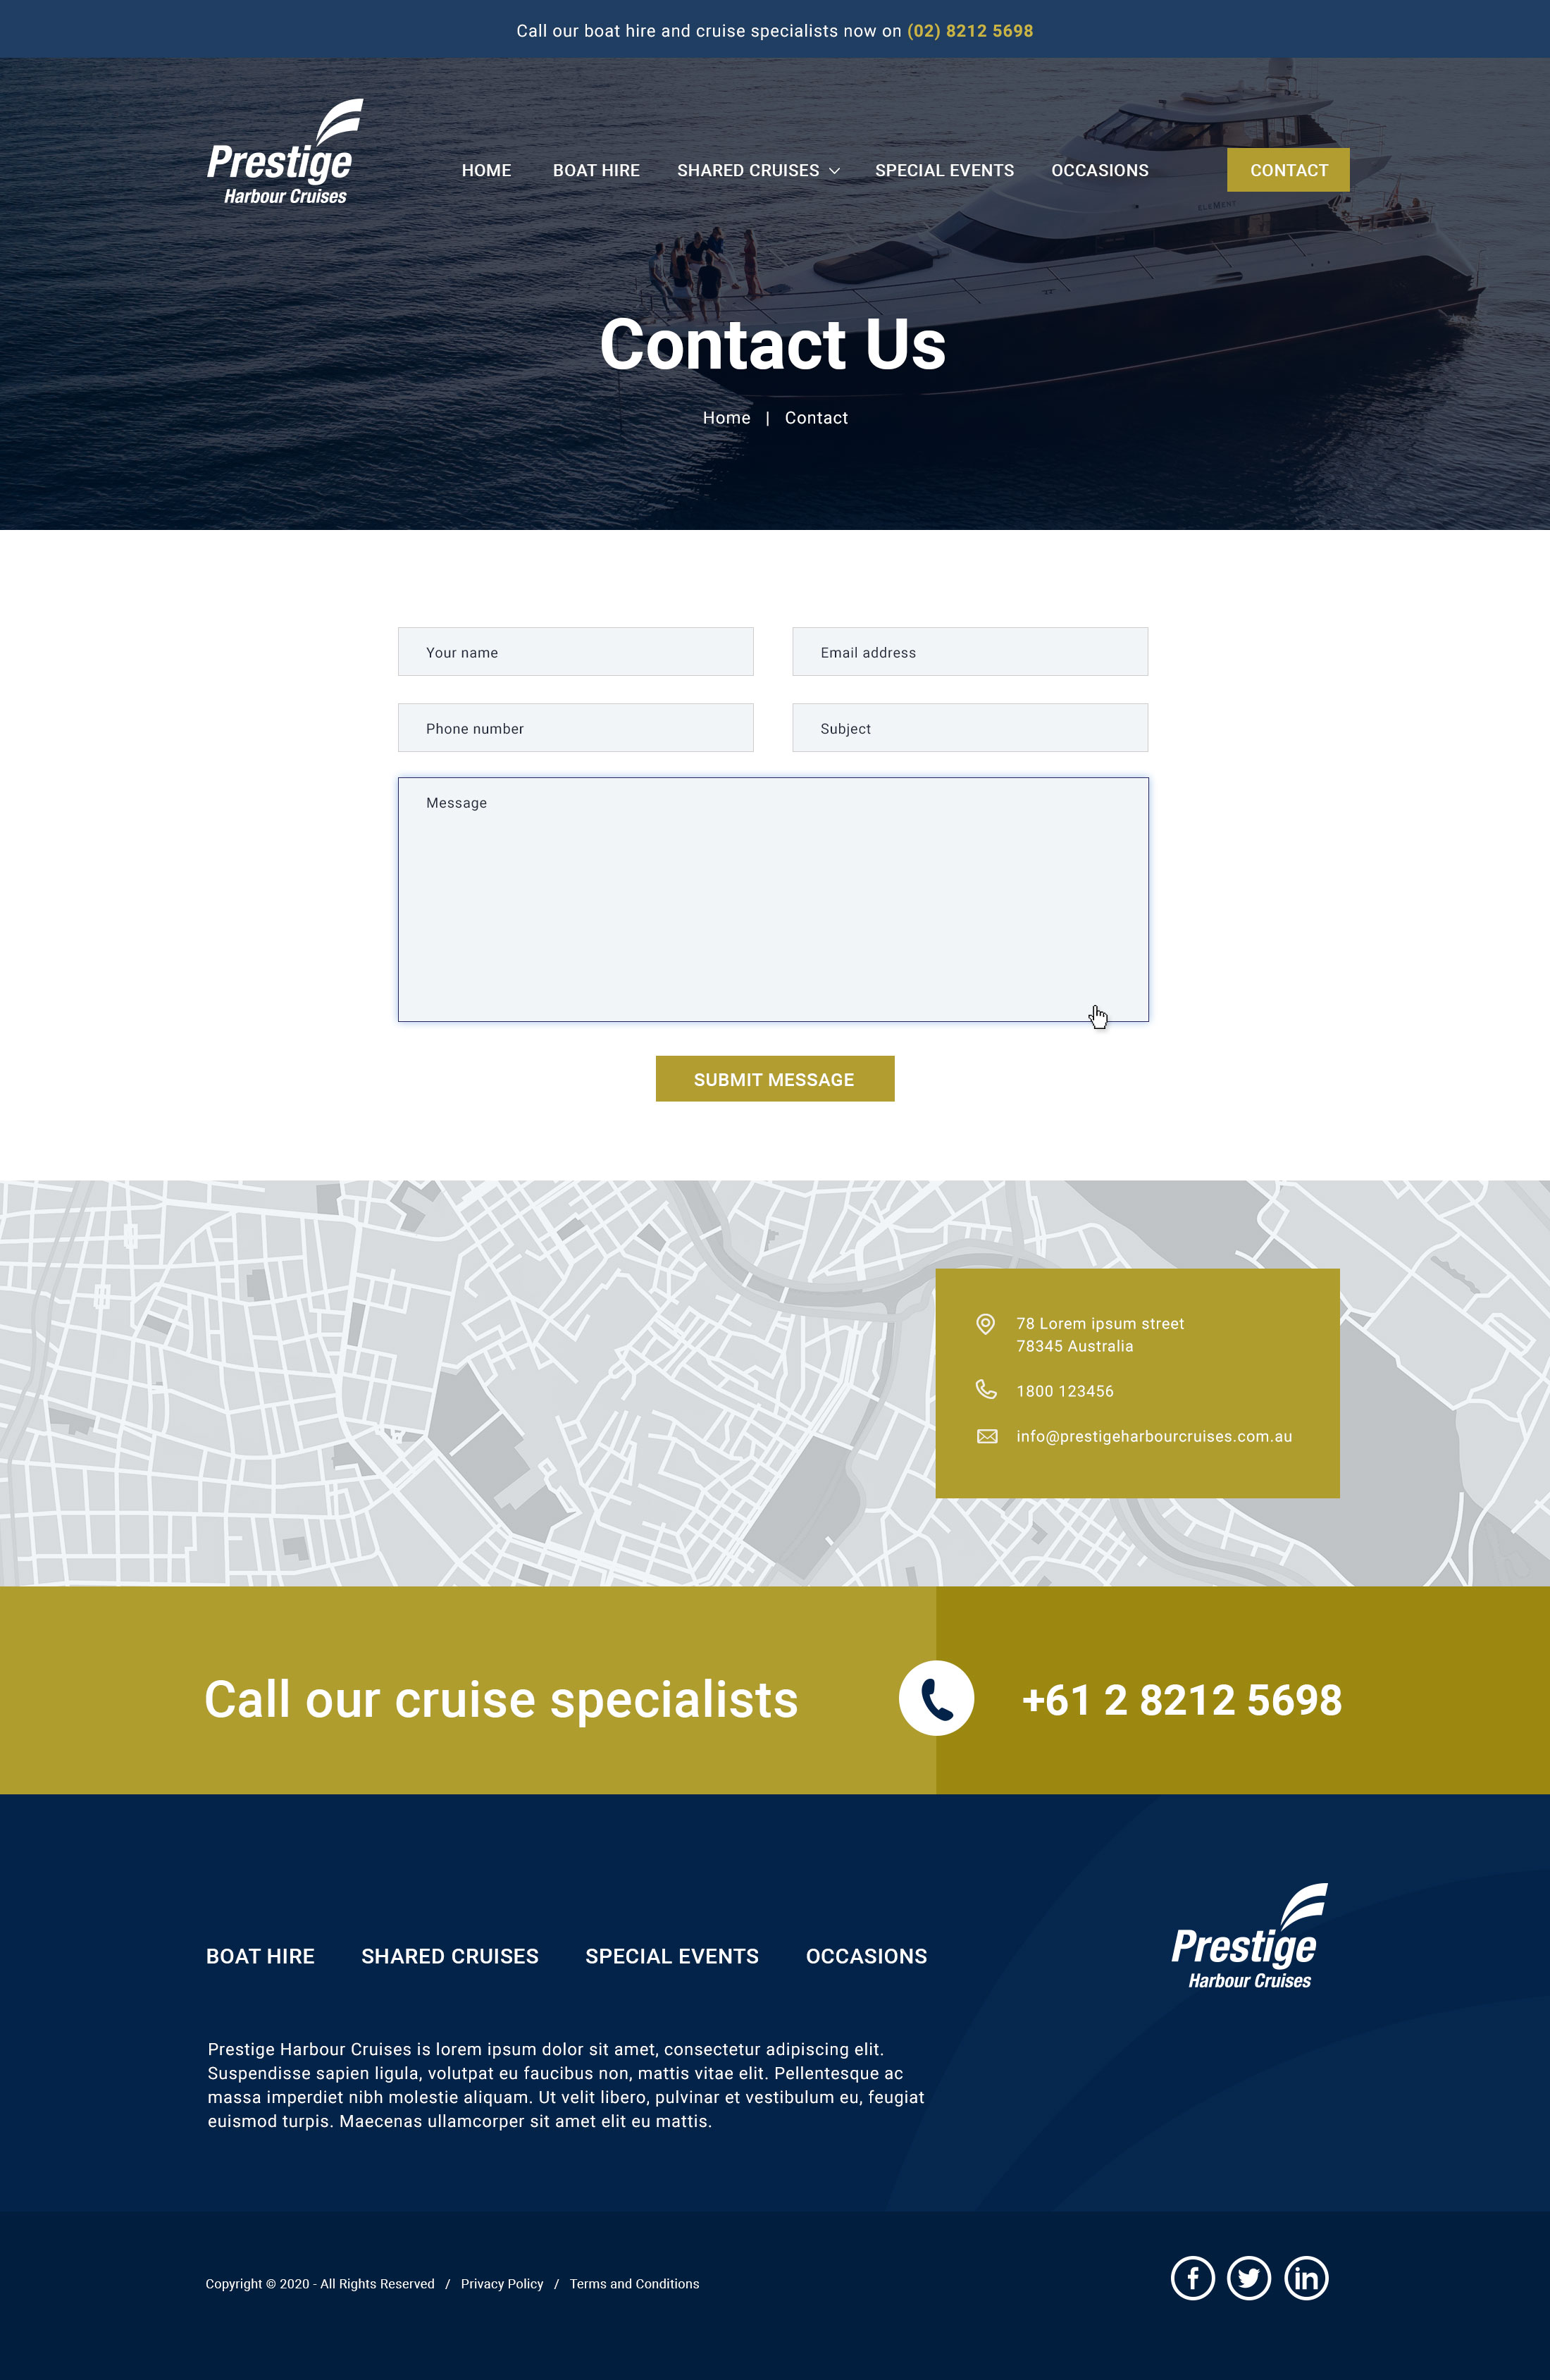 Call our boat hire and cruise specialists now on (02) 8212 5698
Prestige
Harbour Cruises
HOME BOAT HIRE SHARED CRUISES SPECIAL EVENTS OCCASIONS CONTACT
ELEMENT
Contact Us
Home | Contact
Your name
Email address
Phone number
Subject
Message
SUBMIT MESSAGE
78 Lorem ipsum street
78345 Australia
1800 123456
info@prestigeharbourcruises.com.au
Call our cruise specialists
+61 2 8212 5698
BOAT HIRE SHARED CRUISES SPECIAL EVENTS OCCASIONS
Prestige
Harbour Cruises
Prestige Harbour Cruises is lorem ipsum dolor sit amet, consectetur adipiscing elit.
Suspendisse sapien ligula, volutpat eu faucibus non, mattis vitae elit. Pellentesque ac
massa imperdiet nibh molestie aliquam. Ut velit libero, pulvinar et vestibulum eu, feugiat
euismod turpis. Maecenas ullamcorper sit amet elit eu mattis.
Copyright © 2020 - All Rights Reserved / Privacy Policy / Terms and Conditions